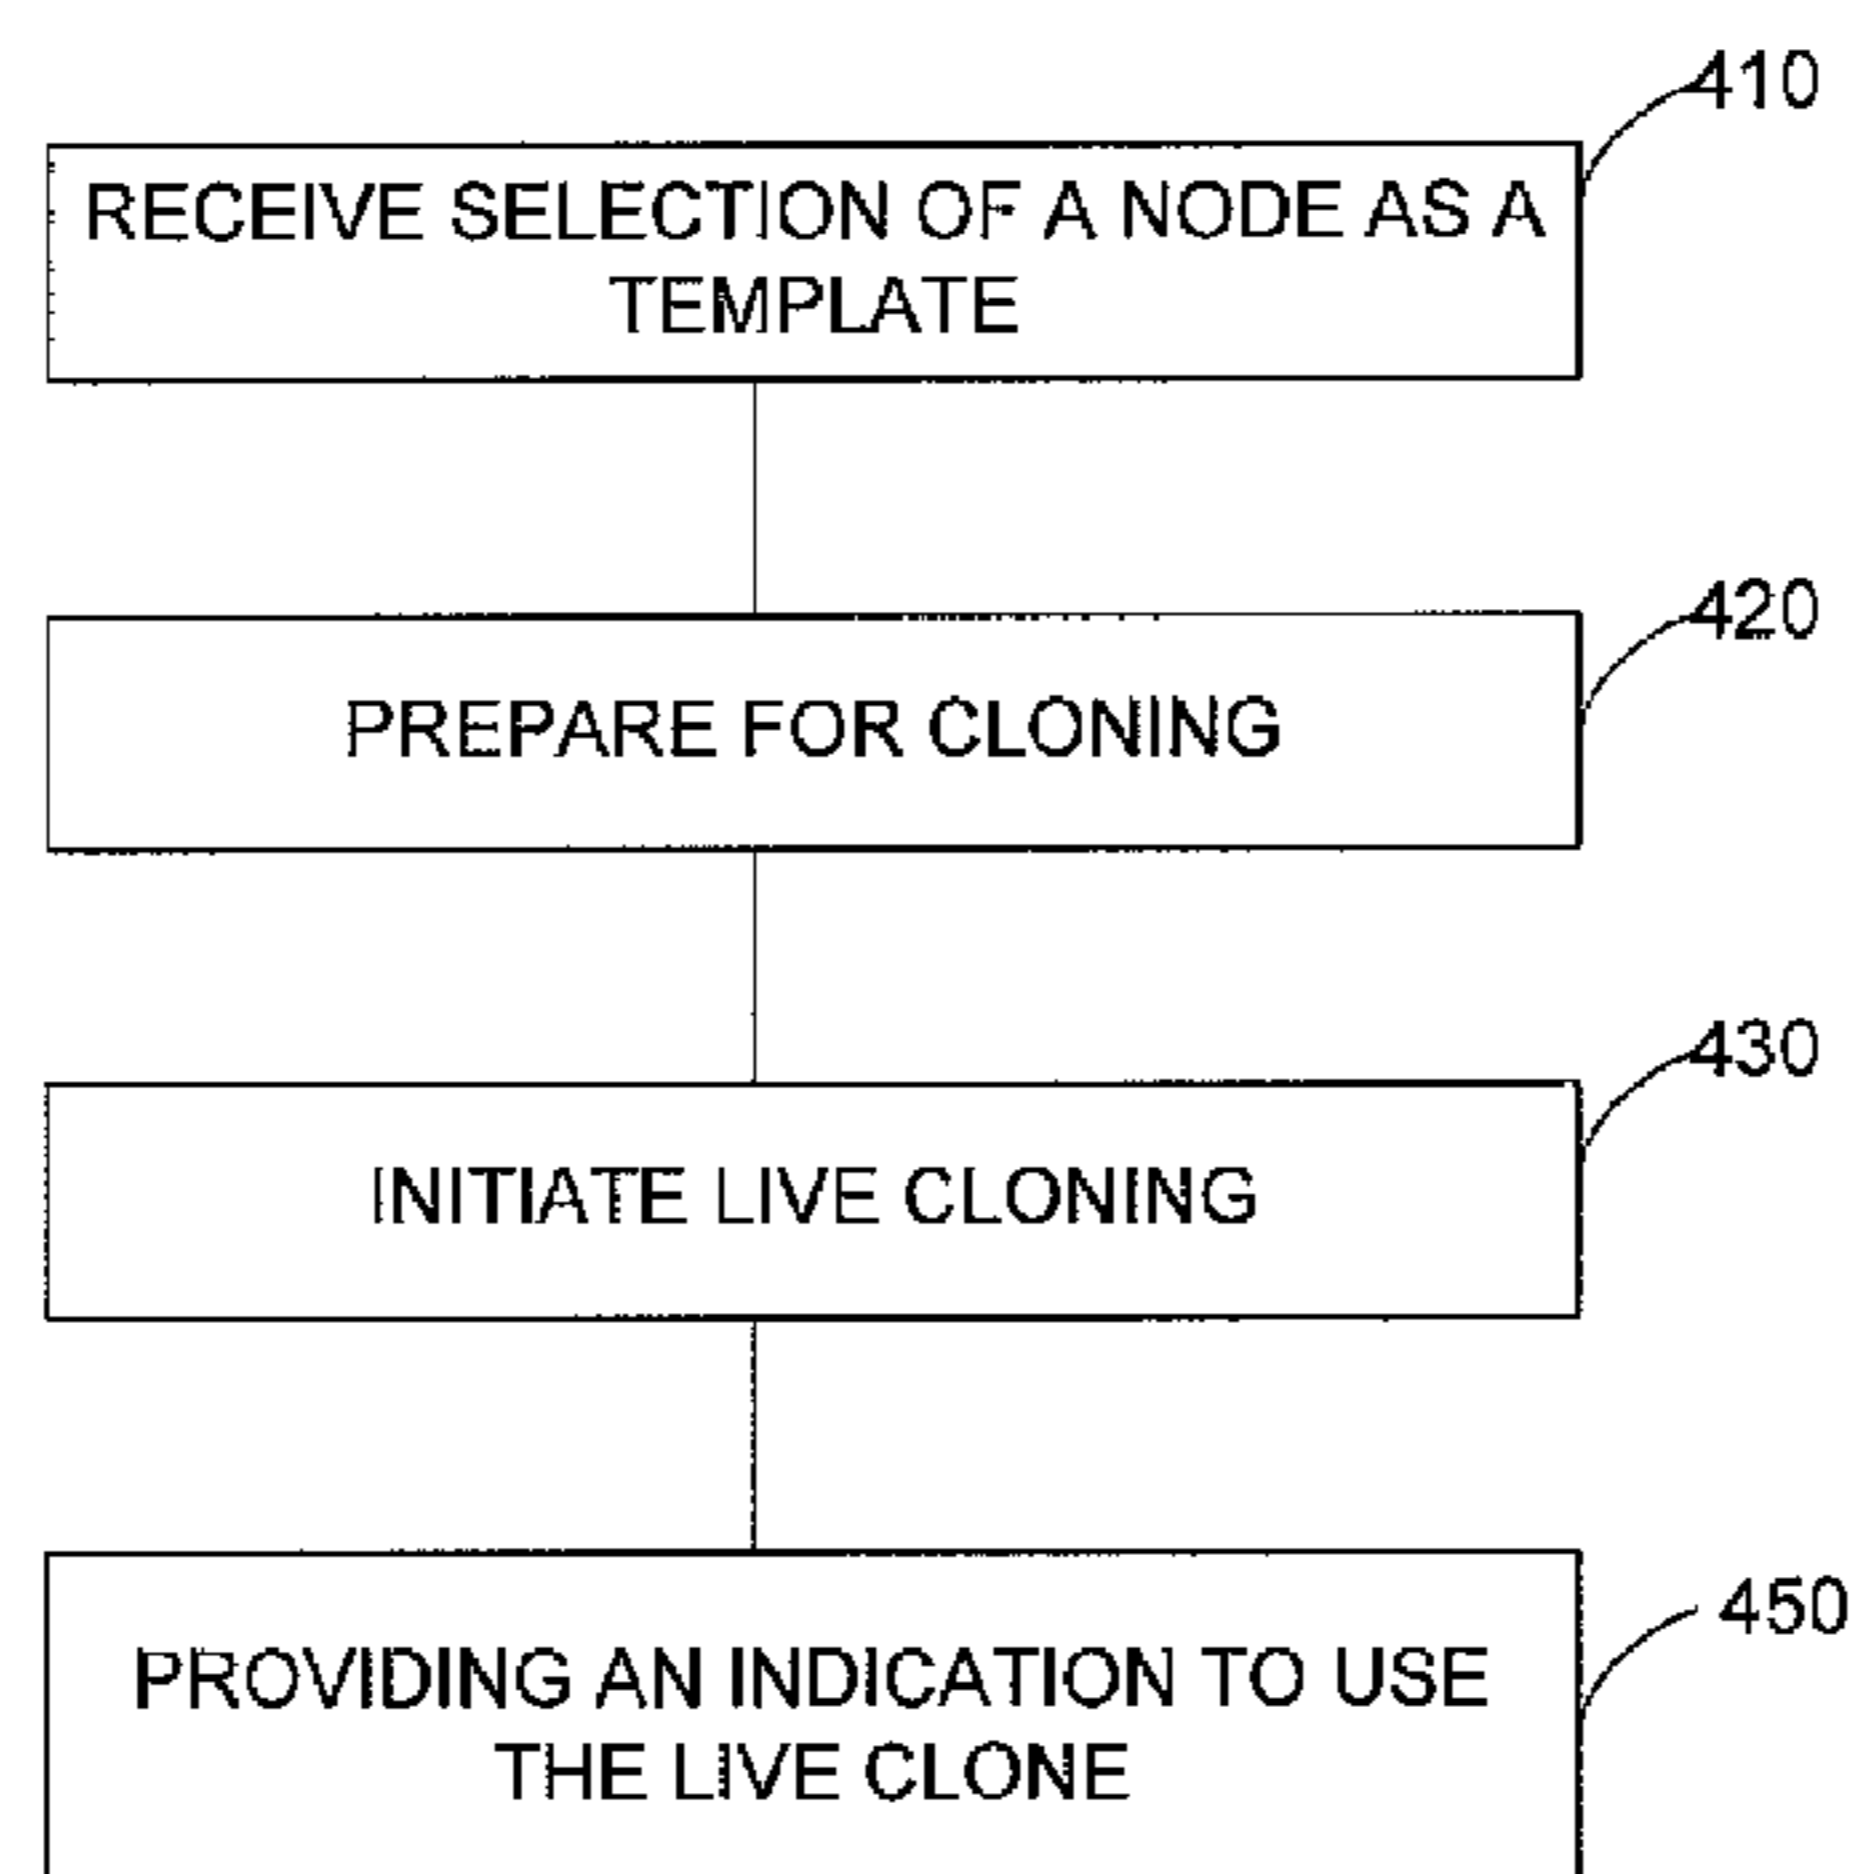 410
RECEIVE SELECTION OF A NODE AS A
TEMPLATE
420
PREPARE FOR CLONING
430
INITIATE LIVE CLONING
450
PROVIDING AN INDICATION TO USE
THE LIVE CLONE